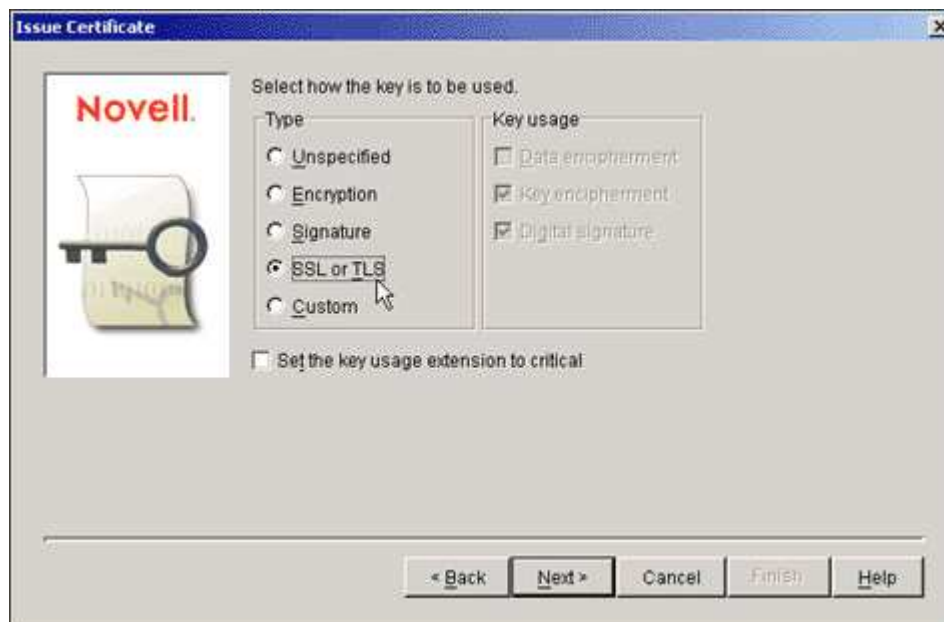 Issue Certificate
Novell.
Select how the key is to be used.
Type
Unspecified
Encryption
Signature
SSL or TLS
Custom
Key usage
Data encipherment
Key encipherment
Digital signature
Set the key usage extension to critical
< Back
Next >
Cancel
Finish
Help